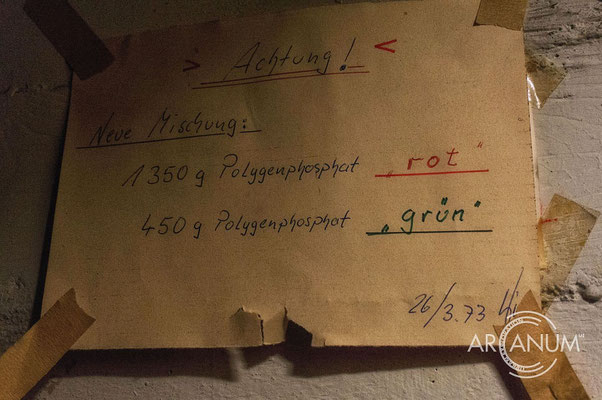 > Achtung! <
Neue Mischung:
1350 g Polygenphosphat „rot"
450 g Polygenphosphat „grün"
26/3.73
ARCANUM